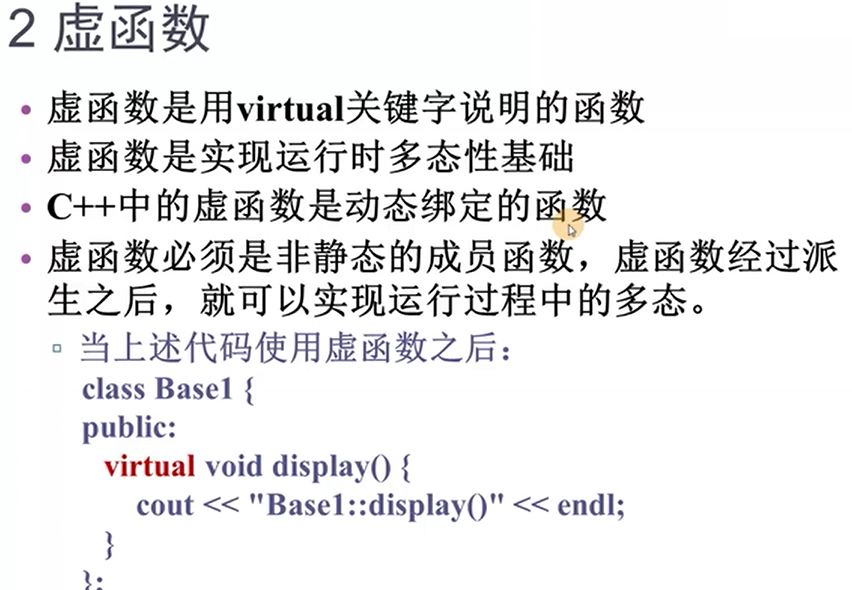 2 虚函数
• 虚函数是用virtual关键字说明的函数
• 虚函数是实现运行时多态性基础
• C++中的虚函数是动态绑定的函数
• 虚函数必须是非静态的成员函数，虚函数经过派
生之后，就可以实现运行过程中的多态。
▫ 当上述代码使用虚函数之后：
class Base1 {
public:
virtual void display() {
cout << "Base1::display()" << endl;
}
};